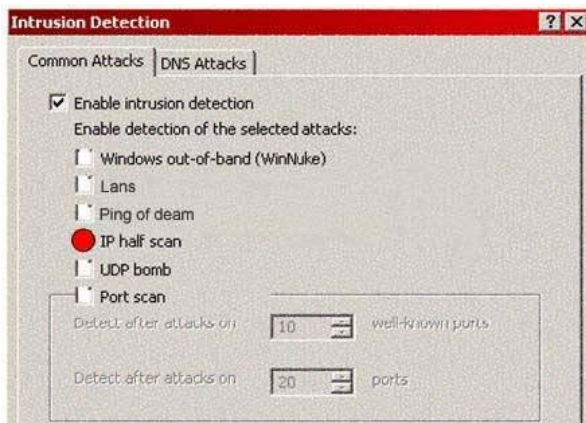 Intrusion Detection
Common Attacks DNS Attacks
Enable intrusion detection
Enable detection of the selected attacks:
Windows out-of-band (WinNuke)
Lans
Ping of deam
IP half scan
UDP bomb
Port scan
Detect after attacks on 10 well-known ports
Detect after attacks on 20 ports